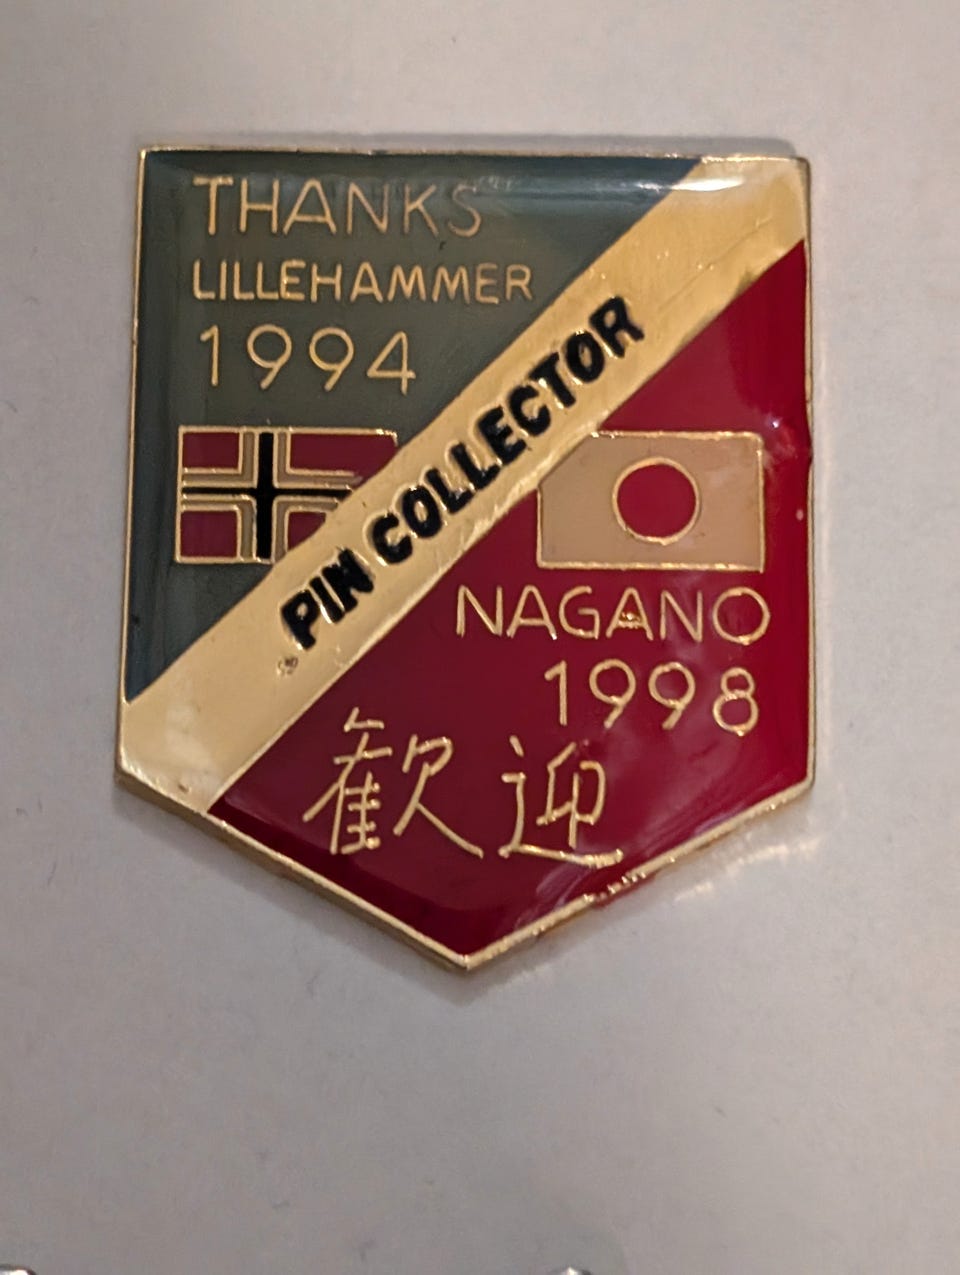 THANKS
LILLEHAMMER
1994
PIN COLLECTOR
NAGANO
1998
歓迎